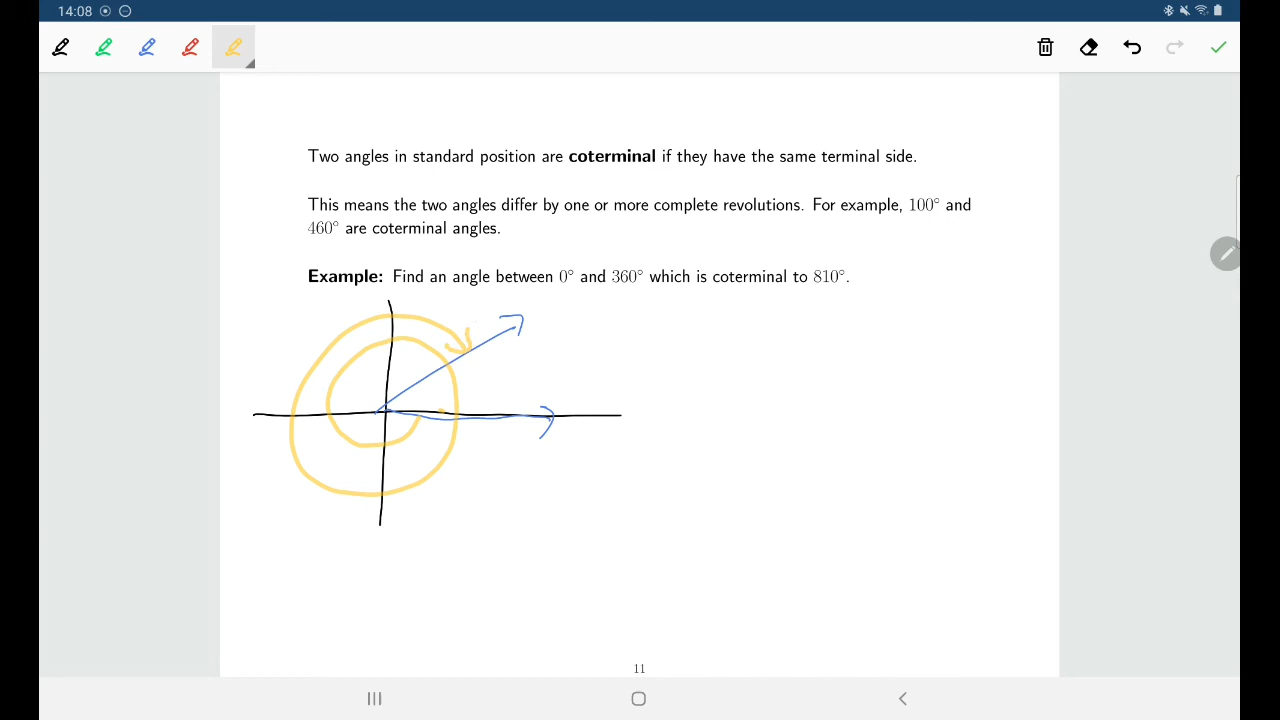 14:08
Two angles in standard position are coterminal if they have the same terminal side.
This means the two angles differ by one or more complete revolutions. For example, 100° and
460° are coterminal angles.
Example: Find an angle between 0° and 360° which is coterminal to 810°.
11